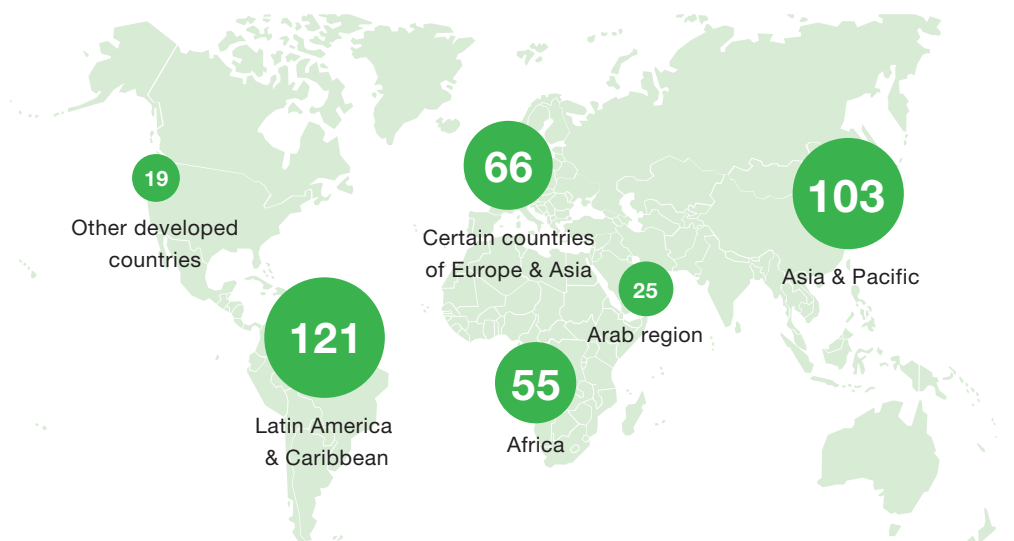 19
Other developed
countries
66
Certain countries
of Europe & Asia
103
Asia & Pacific
25
Arab region
121
Latin America
& Caribbean
55
Africa